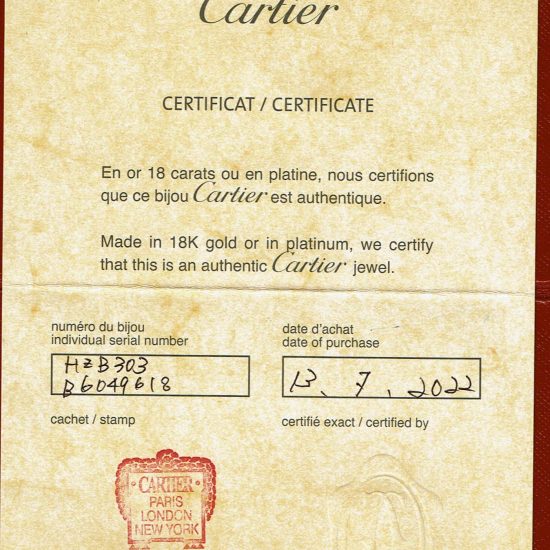 Cartier
CERTIFICAT / CERTIFICATE
En or 18 carats ou en platine, nous certifions
que ce bijou Cartier est authentique.
Made in 18K gold or in platinum, we certify
that this is an authentic Cartier jewel.
numéro du bijou
individual serial number
HZB303
B6049618
date d'achat
date of purchase
13. 7. 2022
cachet / stamp
certifié exact / certified by
CARTIER
PARIS
LONDON
NEW YORK